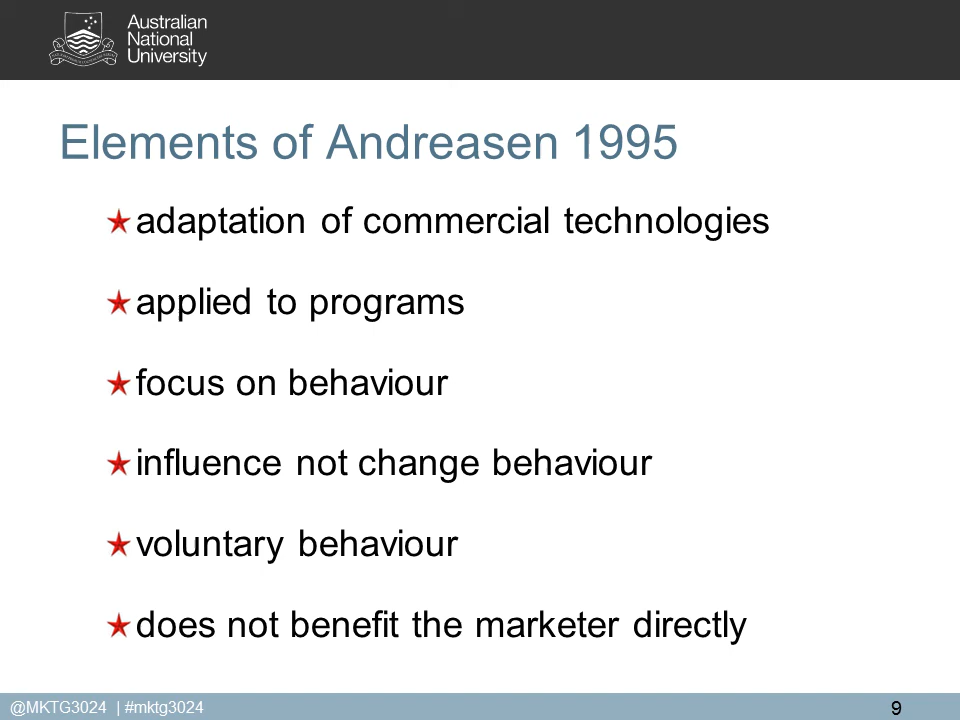 Australian
National
University
Elements of Andreasen 1995
adaptation of commercial technologies
applied to programs
focus on behaviour
influence not change behaviour
voluntary behaviour
does not benefit the marketer directly
@MKTG3024 | #mktg3024
9